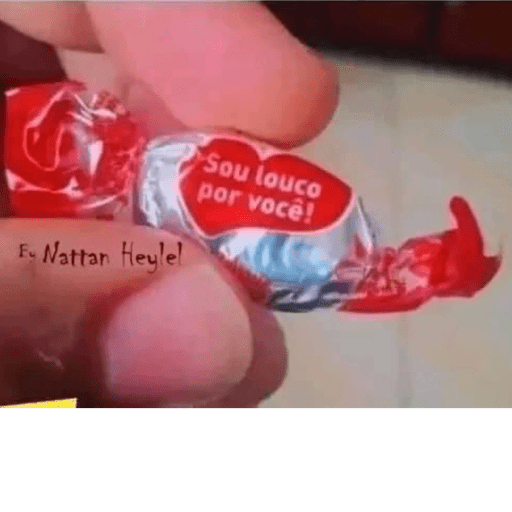 Sou louco
por você!
By Nattan Heylel